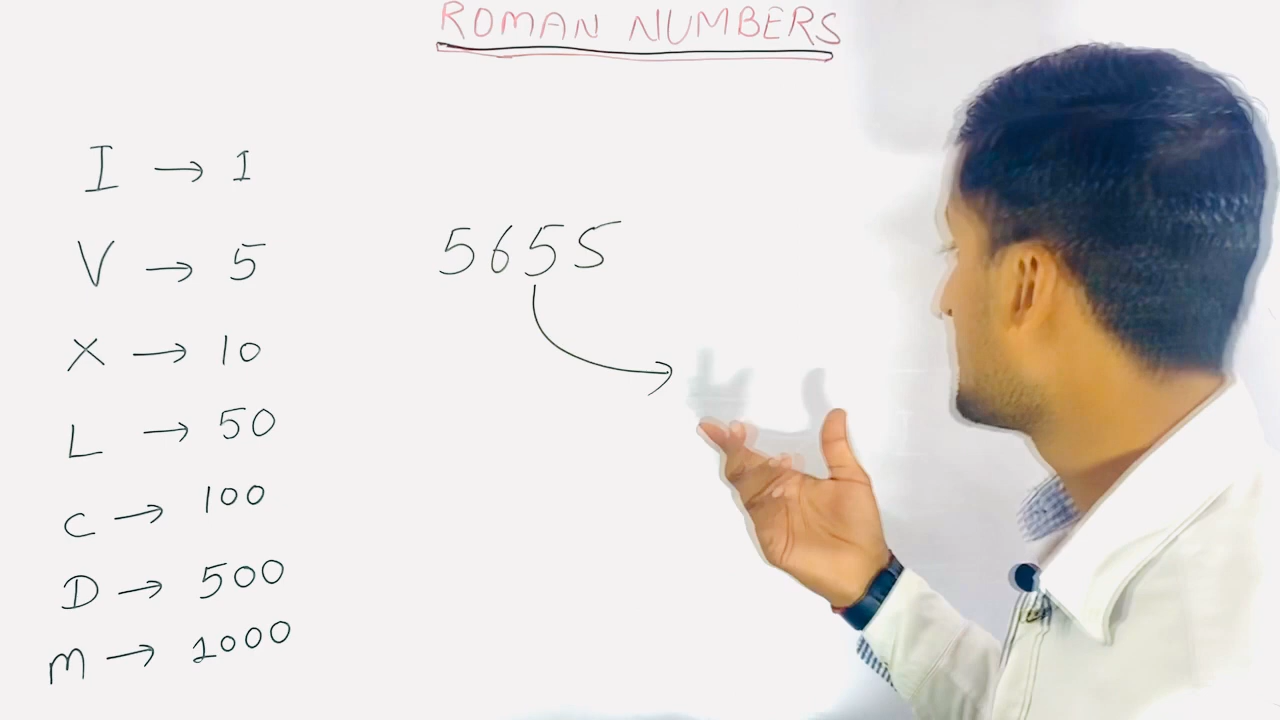 ROMAN NUMBERS
I → 1
V → 5
5655
X → 10
L → 50
C → 100
D → 500
M → 1000